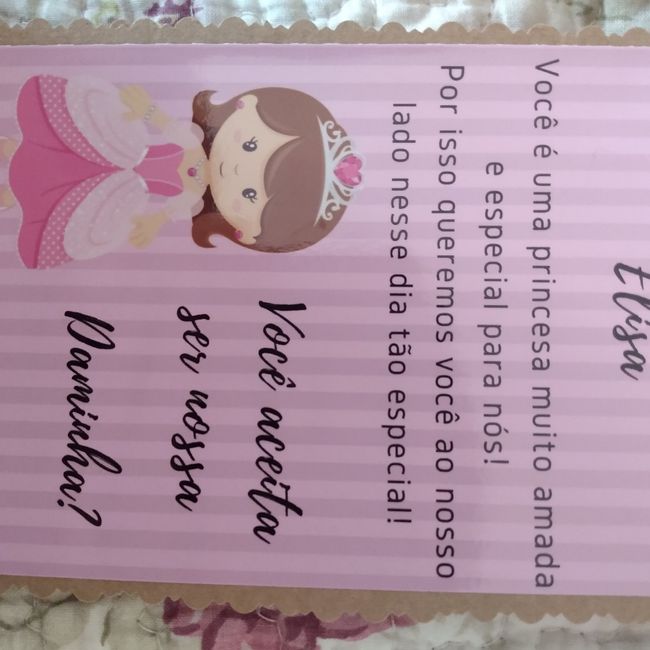 Elisa
Você é uma princesa muito amada
e especial para nós!
Por isso queremos você ao nosso
lado nesse dia tão especial!
Você aceita
ser nossa
Daminha?